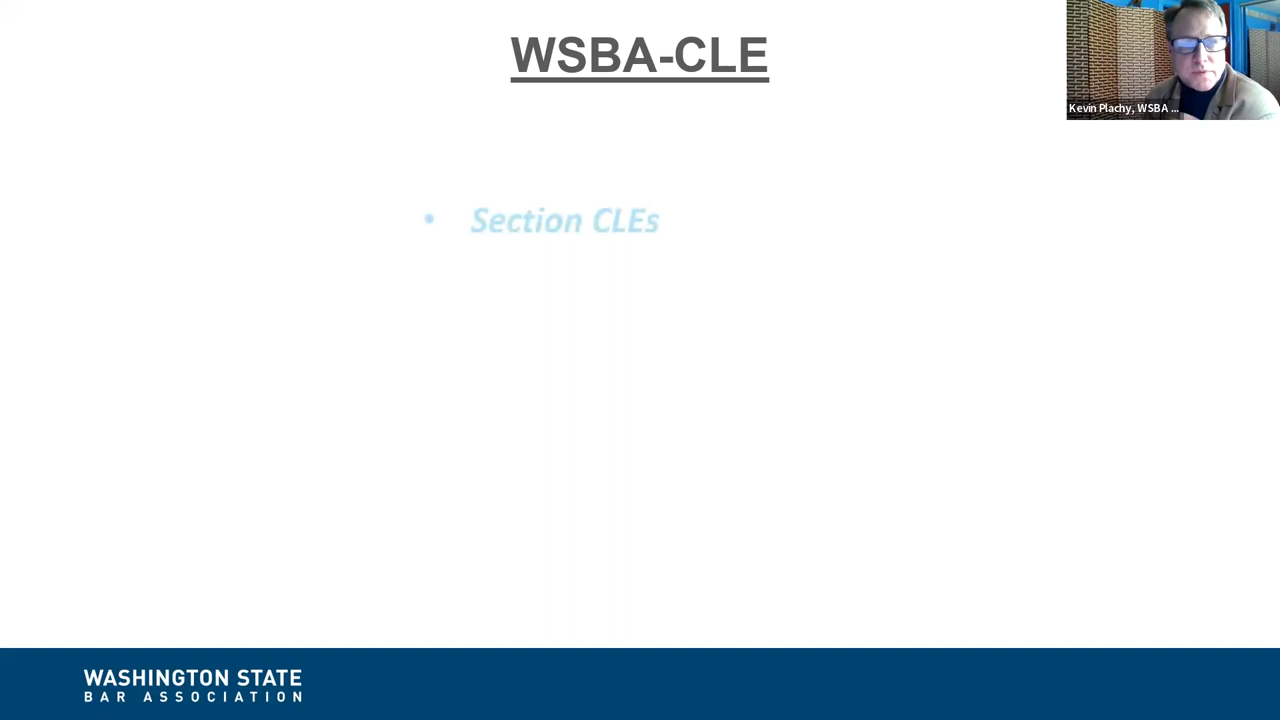 WSBA-CLE
Kevin Plachy, WSBA ...
• Section CLEs
WASHINGTON STATE
BAR ASSOCIATION